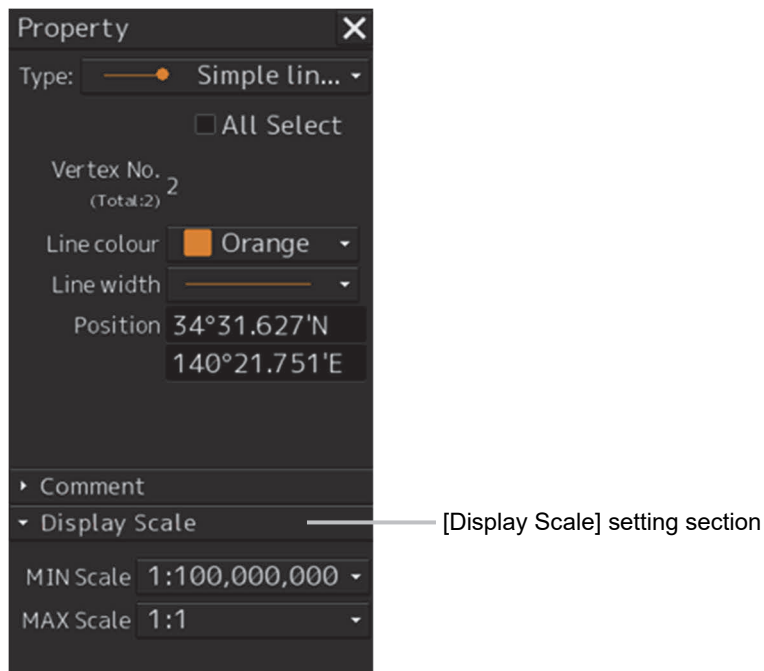 Property
Type: Simple lin...
All Select
Vertex No. 2
(Total:2)
Line colour Orange
Line width
Position 34°31.627'N
140°21.751'E
Comment
Display Scale
[Display Scale] setting section
MIN Scale 1:100,000,000
MAX Scale 1:1